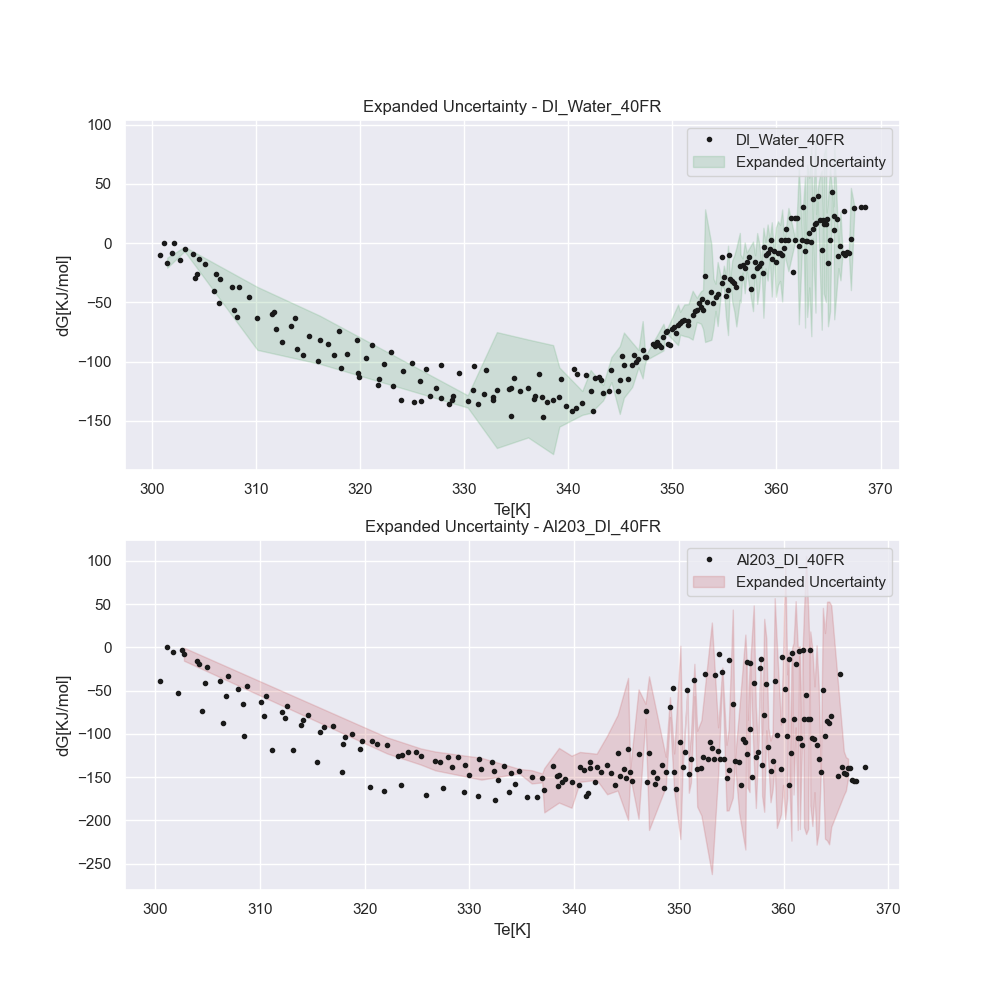 Expanded Uncertainty - DI_Water_40FR
100
50
0
−50
−100
−150
dG[KJ/mol]
DI_Water_40FR
Expanded Uncertainty
300 310 320 330 340 350 360 370
Te[K]
Expanded Uncertainty - Al203_DI_40FR
100
50
0
−50
−100
−150
−200
−250
dG[KJ/mol]
Al203_DI_40FR
Expanded Uncertainty
300 310 320 330 340 350 360 370
Te[K]